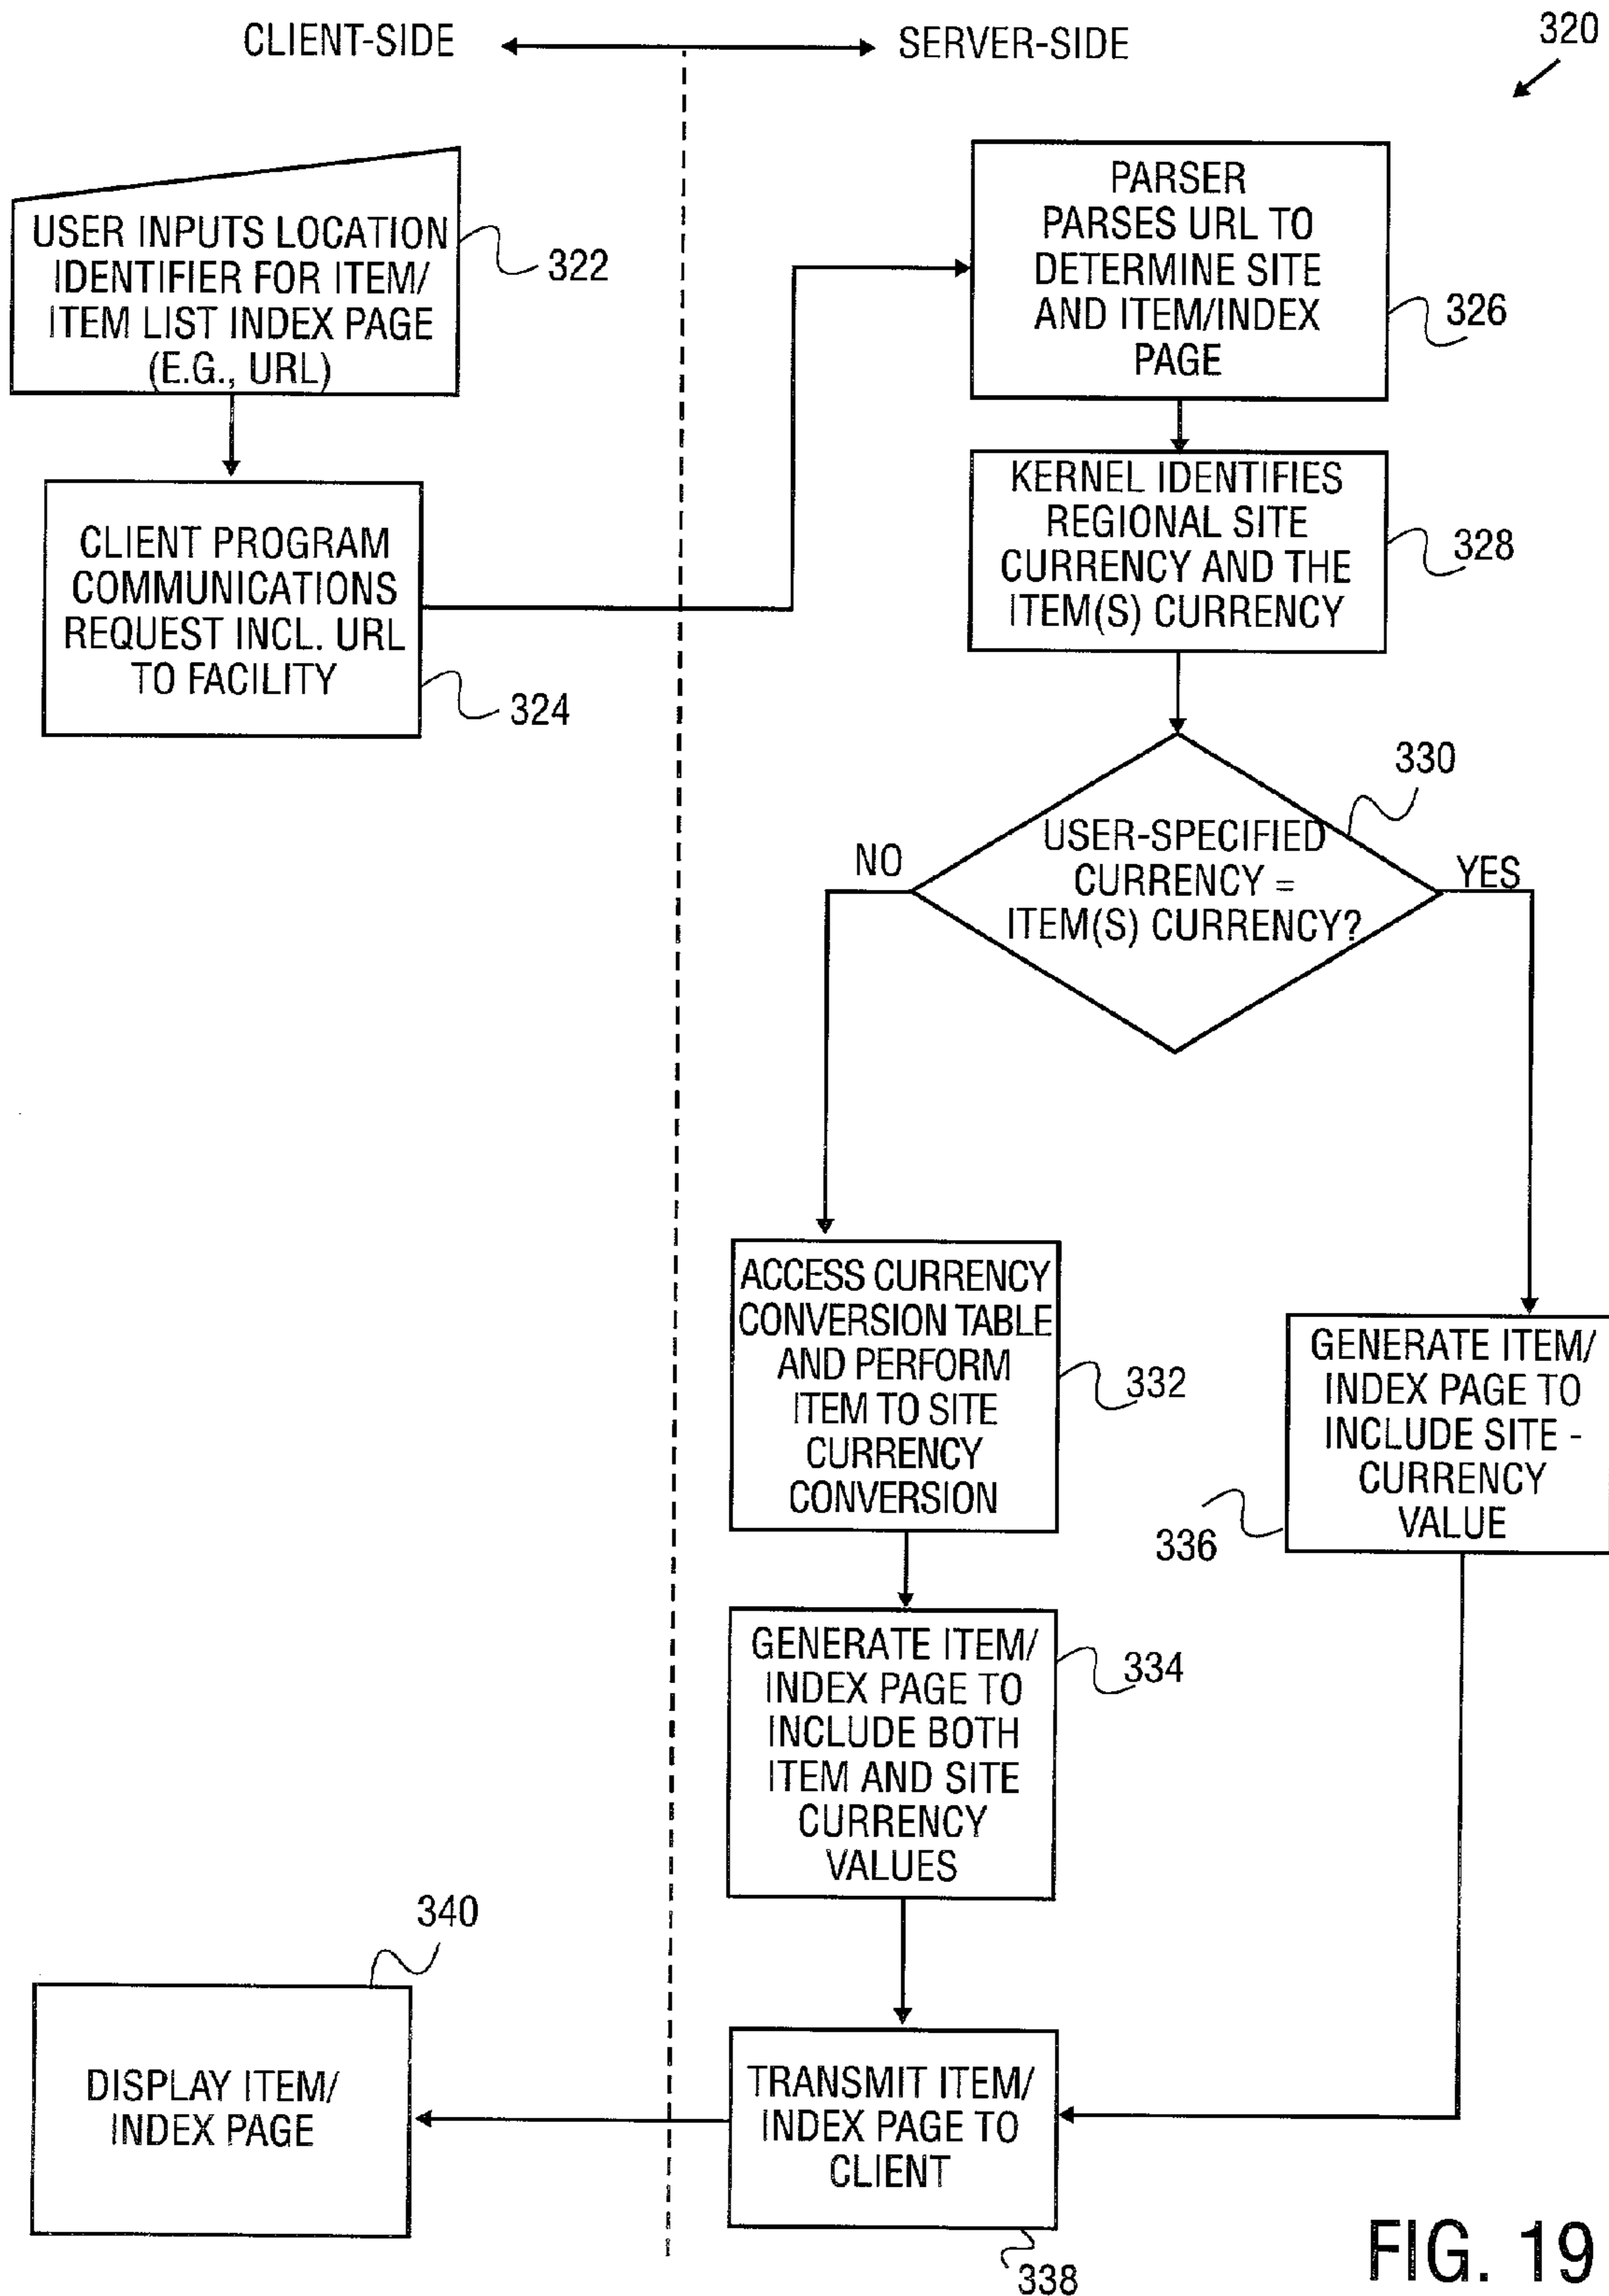 CLIENT-SIDE
SERVER-SIDE
320
USER INPUTS LOCATION
IDENTIFIER FOR ITEM/
ITEM LIST INDEX PAGE
(E.G., URL)
322
CLIENT PROGRAM
COMMUNICATIONS
REQUEST INCL. URL
TO FACILITY
324
PARSER
PARSES URL TO
DETERMINE SITE
AND ITEM/INDEX
PAGE
326
KERNEL IDENTIFIES
REGIONAL SITE
CURRENCY AND THE
ITEM(S) CURRENCY
328
330
USER-SPECIFIED
CURRENCY =
ITEM(S) CURRENCY?
NO
YES
ACCESS CURRENCY
CONVERSION TABLE
AND PERFORM
ITEM TO SITE
CURRENCY
CONVERSION
332
GENERATE ITEM/
INDEX PAGE TO
INCLUDE SITE -
CURRENCY
VALUE
336
GENERATE ITEM/
INDEX PAGE TO
INCLUDE BOTH
ITEM AND SITE
CURRENCY
VALUES
334
340
DISPLAY ITEM/
INDEX PAGE
TRANSMIT ITEM/
INDEX PAGE TO
CLIENT
338
FIG. 19